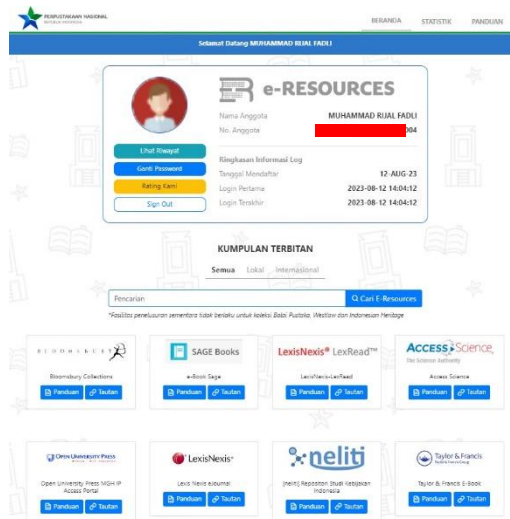 PERPUSTAKAAN NASIONAL
REPUBLIK INDONESIA
BERANDA STATISTIK PANDUAN
Selamat Datang MUHAMMAD RIJAL FADLI
e-RESOURCES
Nama Anggota MUHAMMAD RIJAL FADLI
No. Anggota 004
Lihat Riwayat
Ganti Password
Rating Kami
Sign Out
Ringkasan Informasi Log
Tanggal Mendaftar 12-AUG-23
Login Pertama 2023-08-12 14:04:12
Login Terakhir 2023-08-12 14:04:12
KUMPULAN TERBITAN
Semua Lokal Internasional
Pencarian Cari E-Resources
*Fasilitas penelusuran sementara tidak berlaku untuk koleksi Balai Pustaka, Westlaw dan Indonesian Heritage
BLOOMSBURY SAGE Books LexisNexis® LexRead™ ACCESS Science
The Science Authority
Bloomsbury Collections e-Book Sage LexisNexis-LexRead Access Science
Panduan Tautan Panduan Tautan Panduan Tautan Panduan Tautan
OPEN UNIVERSITY PRESS LexisNexis® neliti Taylor & Francis
Taylor & Francis Group
Open University Press MGH IP Access Portal
Lexis Nexis eJournal
(neliti) Repositori Studi Kebijakan Indonesia
Taylor & Francis E-Book
Panduan Tautan Panduan Tautan Panduan Tautan Panduan Tautan